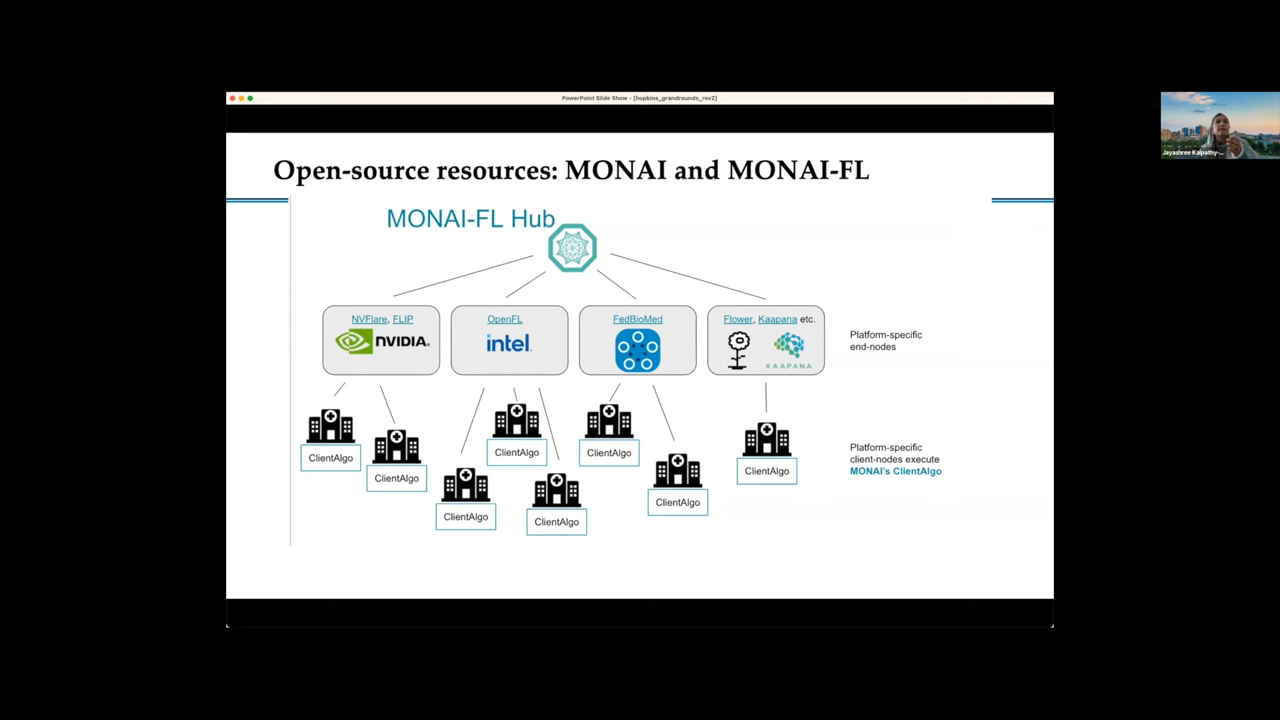 PowerPoint Slide Show - [hopkins_grandrounds_rev2]
Jayashree Kalpathy-...
Open-source resources: MONAI and MONAI-FL
MONAI-FL Hub
NVFlare, FLIP
NVIDIA.
OpenFL
intel.
FedBioMed
Flower, Kaapana etc.
KAAPANA
Platform-specific
end-nodes
ClientAlgo
ClientAlgo
ClientAlgo
ClientAlgo
ClientAlgo
ClientAlgo
ClientAlgo
ClientAlgo
Platform-specific
client-nodes execute
MONAI's ClientAlgo